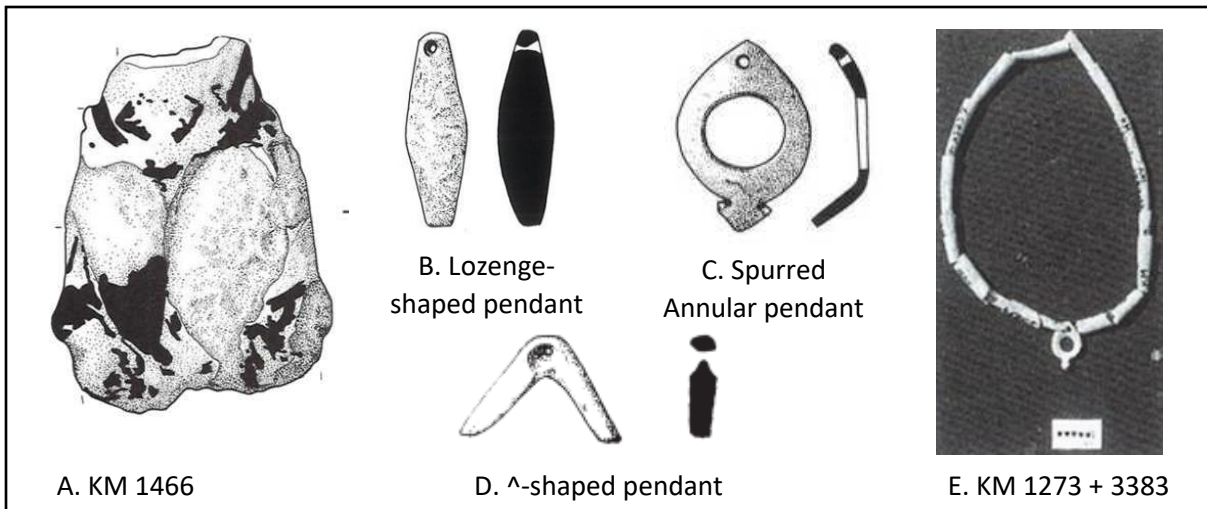 B. Lozenge-
shaped pendant
C. Spurred
Annular pendant
A. KM 1466
D. ^-shaped pendant
E. KM 1273 + 3383